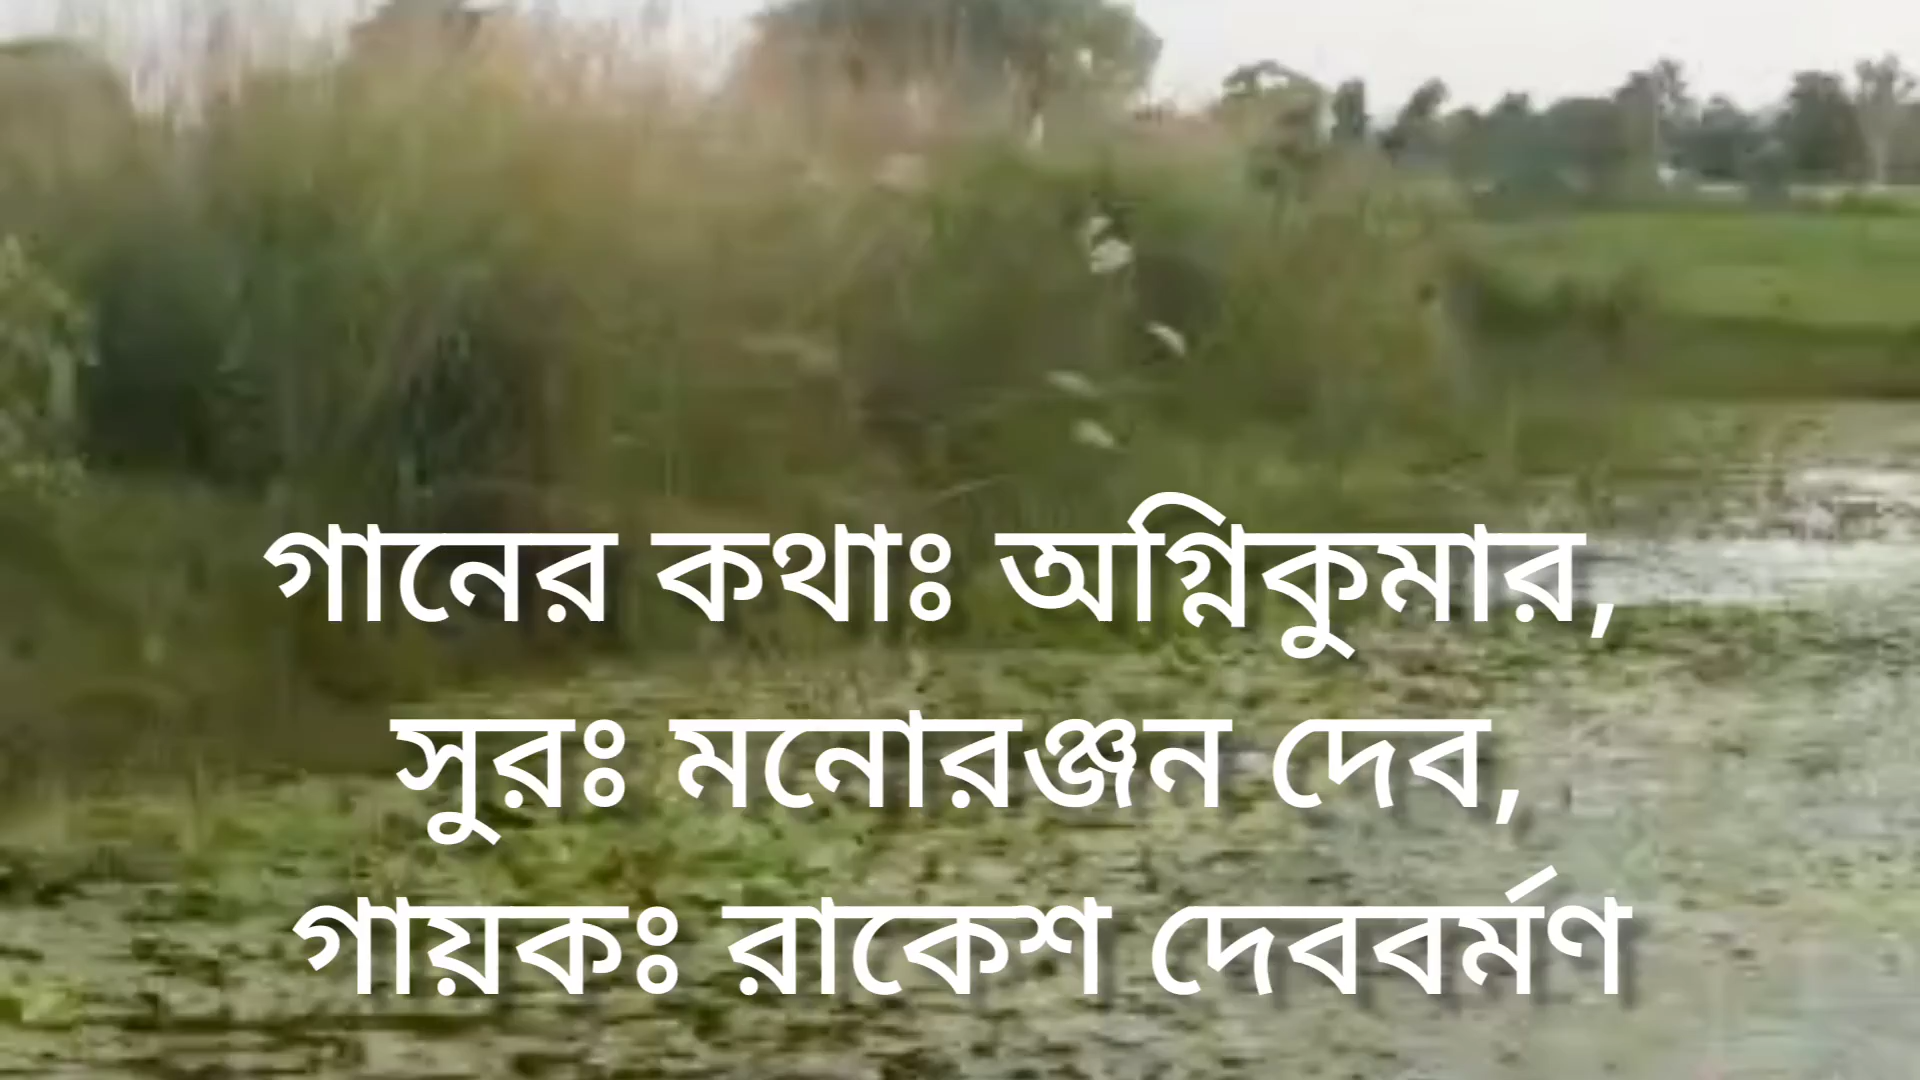 গানের কথাঃ অগ্নিকুমার,
সুরঃ মনোরঞ্জন দেব,
গায়কঃ রাকেশ দেববর্মণ